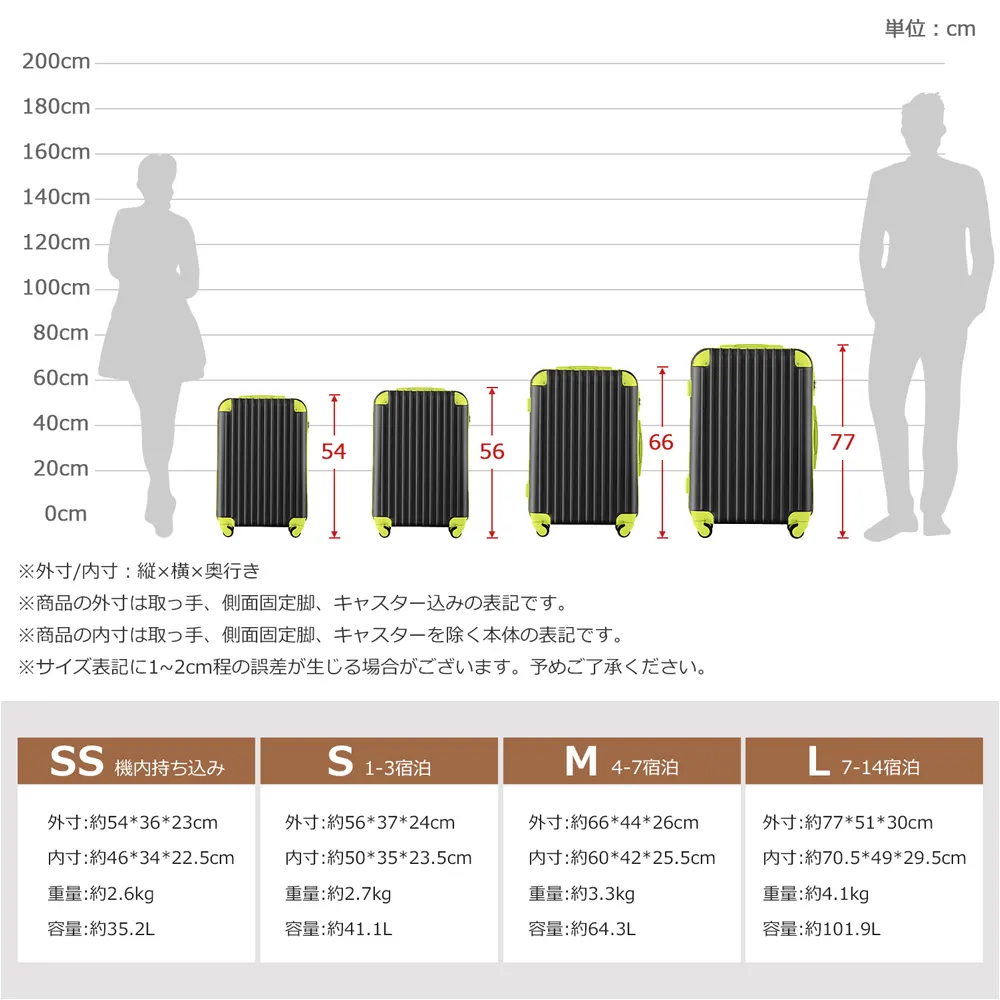 単位：cm
200cm
180cm
160cm
140cm
120cm
100cm
80cm
60cm
40cm
20cm
0cm
54
56
66
77
※外寸/内寸：縦×横×奥行き
※商品の外寸は取っ手、側面固定脚、キャスター込みの表記です。
※商品の内寸は取っ手、側面固定脚、キャスターを除く本体の表記です。
※サイズ表記に1~2cm程の誤差が生じる場合がございます。予めご了承ください。
SS 機内持ち込み
外寸:約54*36*23cm
内寸:約46*34*22.5cm
重量:約2.6kg
容量:約35.2L
S 1-3宿泊
外寸:約56*37*24cm
内寸:約50*35*23.5cm
重量:約2.7kg
容量:約41.1L
M 4-7宿泊
外寸:約66*44*26cm
内寸:約60*42*25.5cm
重量:約3.3kg
容量:約64.3L
L 7-14宿泊
外寸:約77*51*30cm
内寸:約70.5*49*29.5cm
重量:約4.1kg
容量:約101.9L